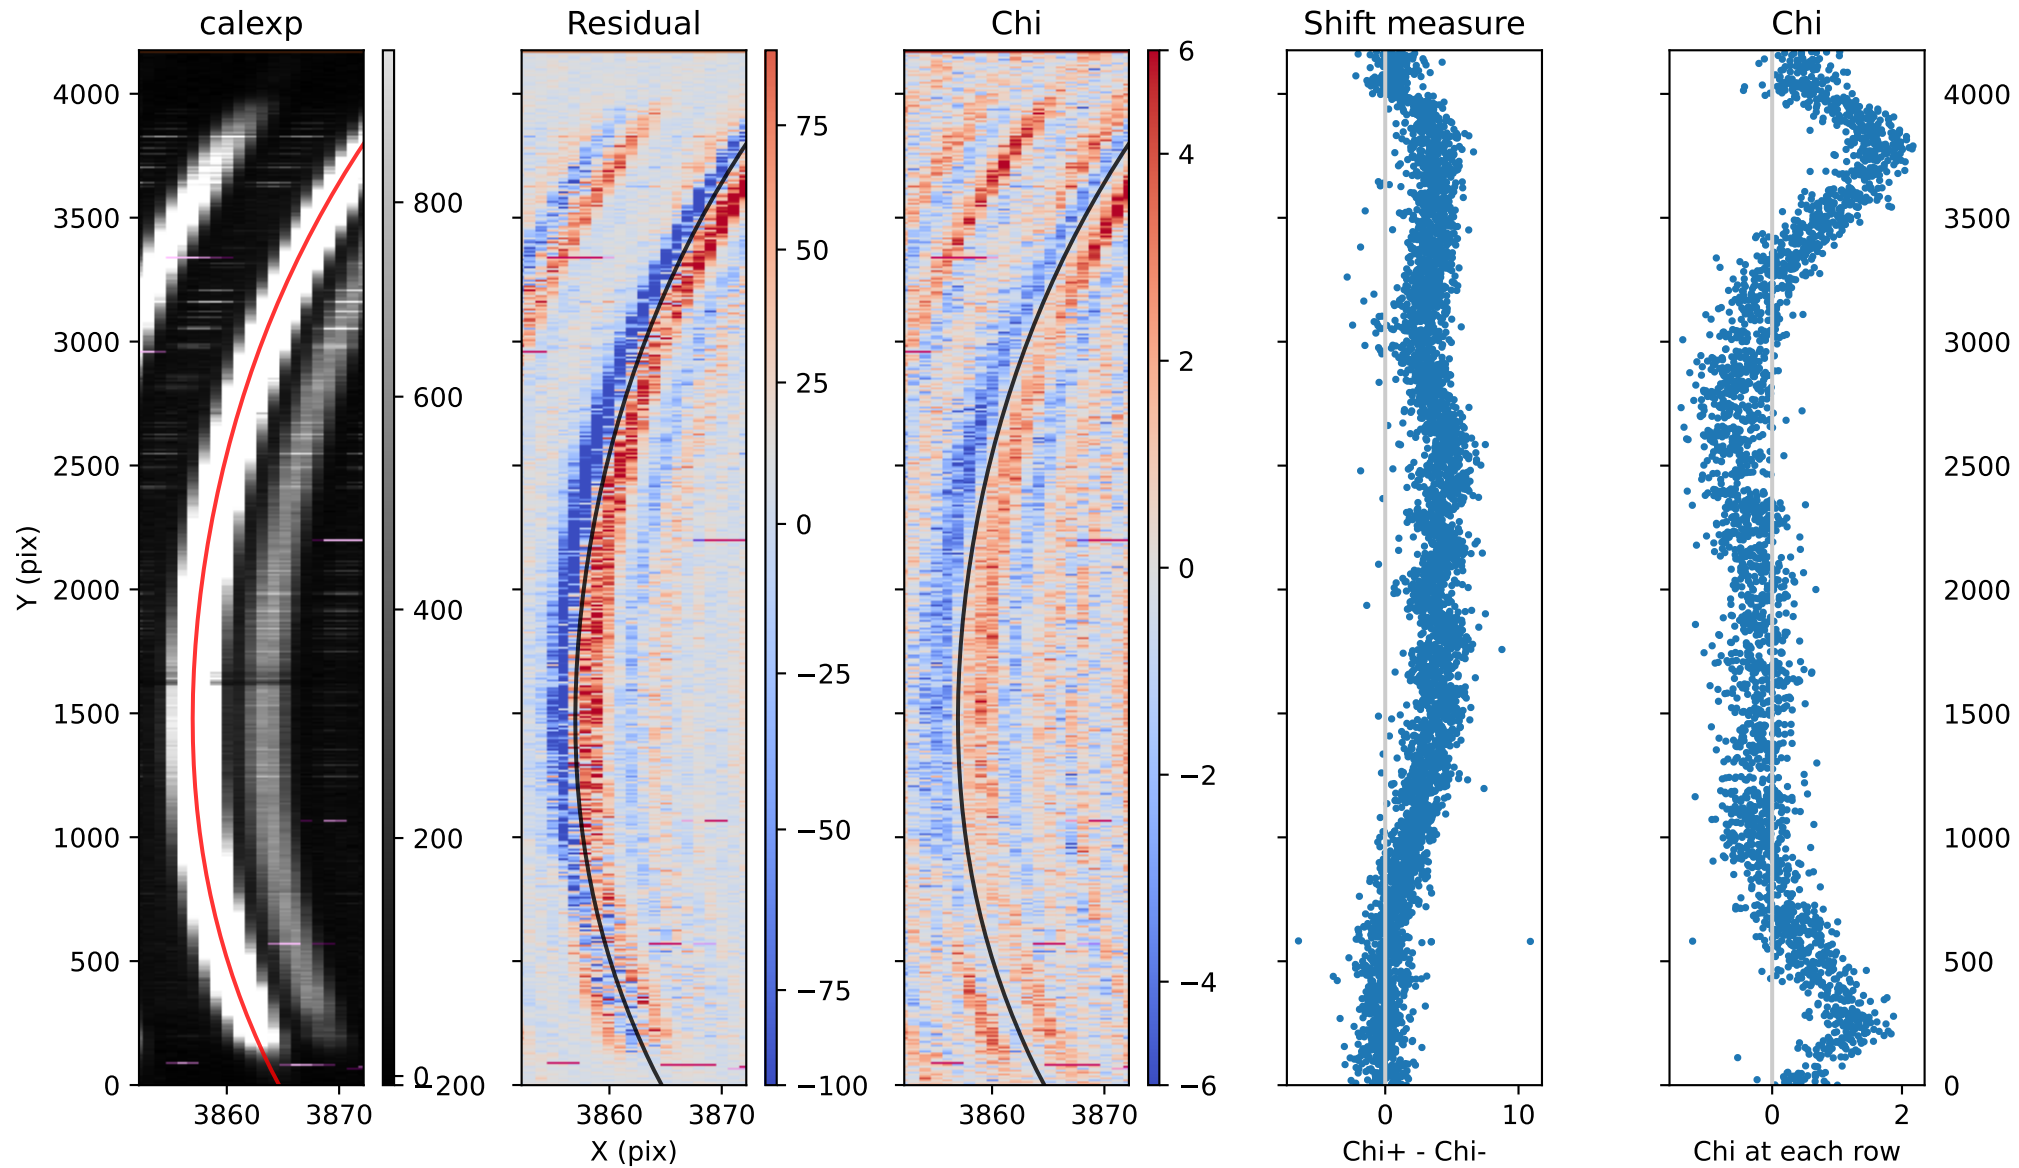 calexp Residual Chi Shift measure Chi
4000 800 75 6 4000
3500 50 4 3500
3000 600 25 2 3000
2500 0 2500
2000 400 −25 0 2000
1500 −2 1500
1000 200 −50 1000
500 −75 −4 500
0 0 −200 −100 −6 0
3860 3870 3860 3870 3860 3870 0 10 0 2
Y (pix)
X (pix) Chi+ - Chi- Chi at each row